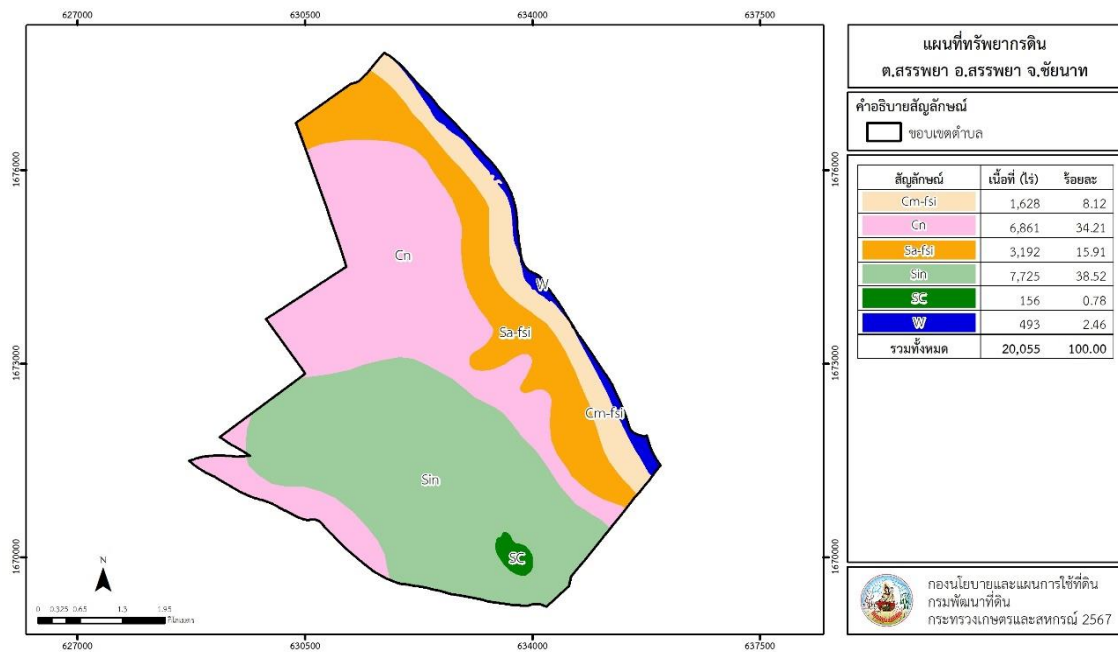 627000 630500 634000 637500
แผนที่ทรัพยากรดิน
ต.สรรพยา อ.สรรพยา จ.ชัยนาท
คำอธิบายสัญลักษณ์
ขอบเขตตำบล
สัญลักษณ์ เนื้อที่ (ไร่) ร้อยละ
Cm-fsi 1,628 8.12
Cn 6,861 34.21
Sa-fsi 3,192 15.91
Sin 7,725 38.52
SC 156 0.78
W 493 2.46
รวมทั้งหมด 20,055 100.00
1676000 1676000
Cn
W
Sa-fsi
1673000 1673000
Cm-fsi
Sin
SC
1670000 1670000
N
0 0.325 0.65 1.3 1.95
กิโลเมตร
627000 630500 634000 637500
กองนโยบายและแผนการใช้ที่ดิน
กรมพัฒนาที่ดิน
กระทรวงเกษตรและสหกรณ์ 2567